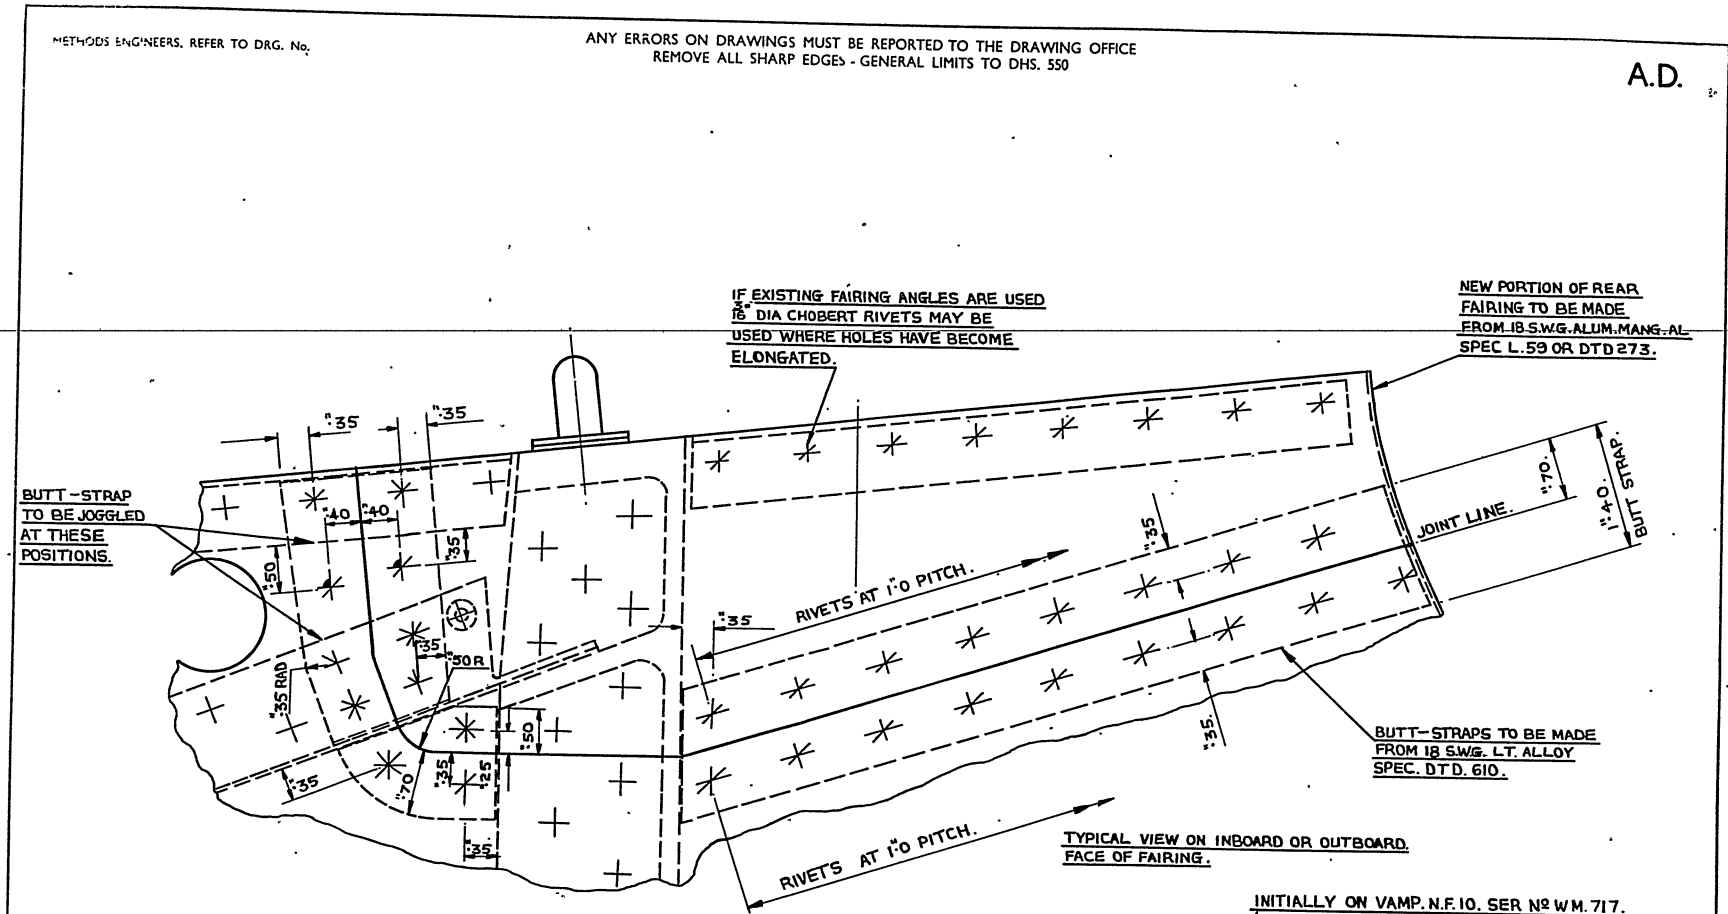 METHODS ENGINEERS. REFER TO DRG. No.
ANY ERRORS ON DRAWINGS MUST BE REPORTED TO THE DRAWING OFFICE
REMOVE ALL SHARP EDGES - GENERAL LIMITS TO DHS. 550
A.D.
IF EXISTING FAIRING ANGLES ARE USED
3/16" DIA CHOBERT RIVETS MAY BE
USED WHERE HOLES HAVE BECOME
ELONGATED.
NEW PORTION OF REAR
FAIRING TO BE MADE
FROM 18 S.W.G. ALUM. MANG. AL
SPEC L.59 OR DTD 273.
".35
".35
BUTT-STRAP
TO BE JOGGLED
AT THESE
POSITIONS.
".40
".40
".35
".50
".35
".50R
".35 RAD
".50
".35
".70
".35
".25
".35
RIVETS AT 1".0 PITCH.
".35
".35
".70.
1".40.
BUTT STRAP.
JOINT LINE.
".35.
BUTT-STRAPS TO BE MADE
FROM 18 S.W.G. LT. ALLOY
SPEC. DTD. 610.
RIVETS AT 1".0 PITCH.
TYPICAL VIEW ON INBOARD OR OUTBOARD.
FACE OF FAIRING.
INITIALLY ON VAMP. N.F.10. SER Nº WM. 717.